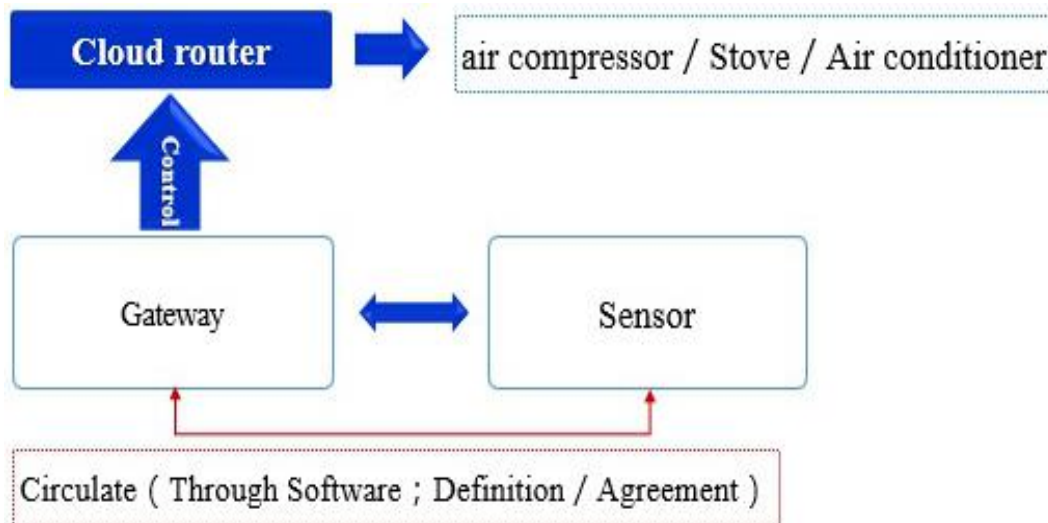 Cloud router
air compressor / Stove / Air conditioner
Control
Gateway
Sensor
Circulate ( Through Software ; Definition / Agreement )